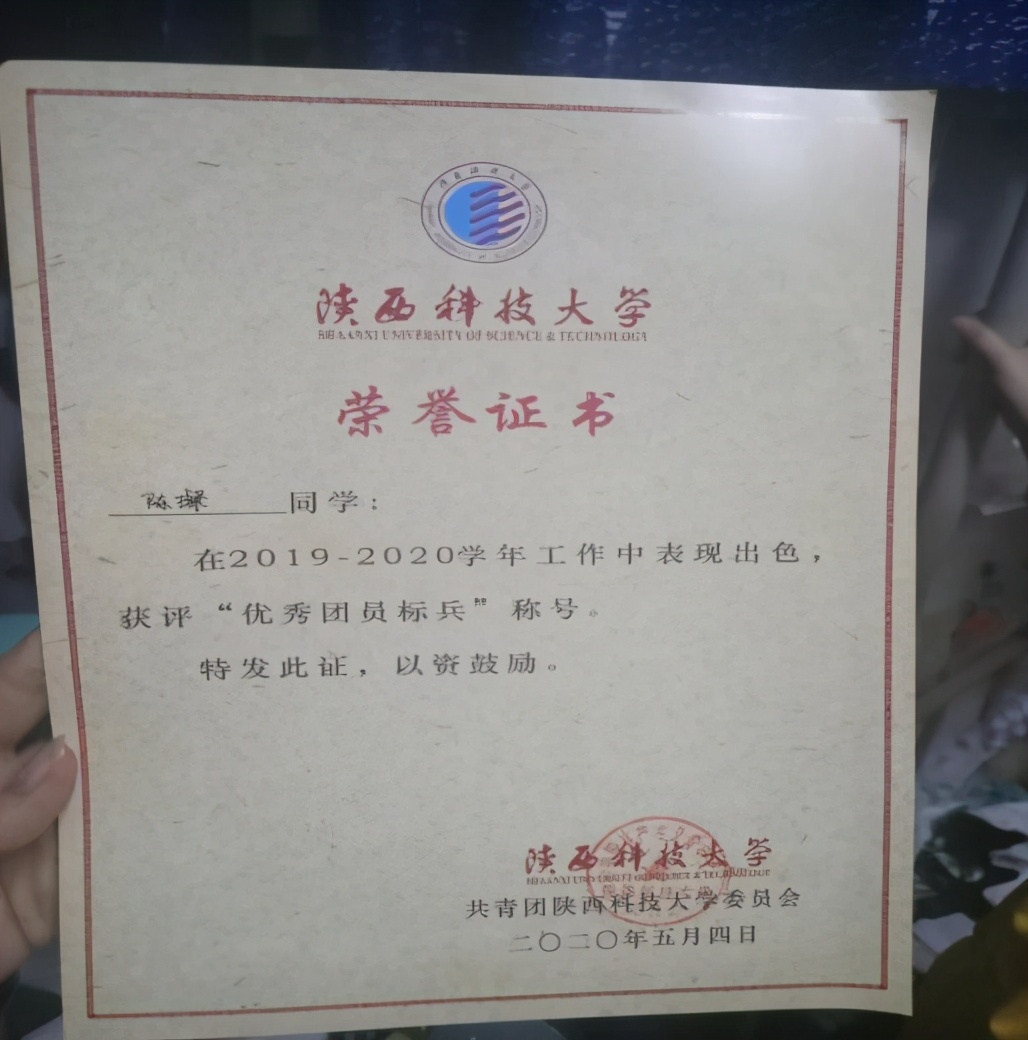 陕西科技大学
荣誉证书
同学：
在2019-2020学年工作中表现出色，
获评“优秀团员标兵” 称号。
特发此证，以资鼓励。
陕西科技大学
共青团陕西科技大学委员会
二〇二〇年五月四日